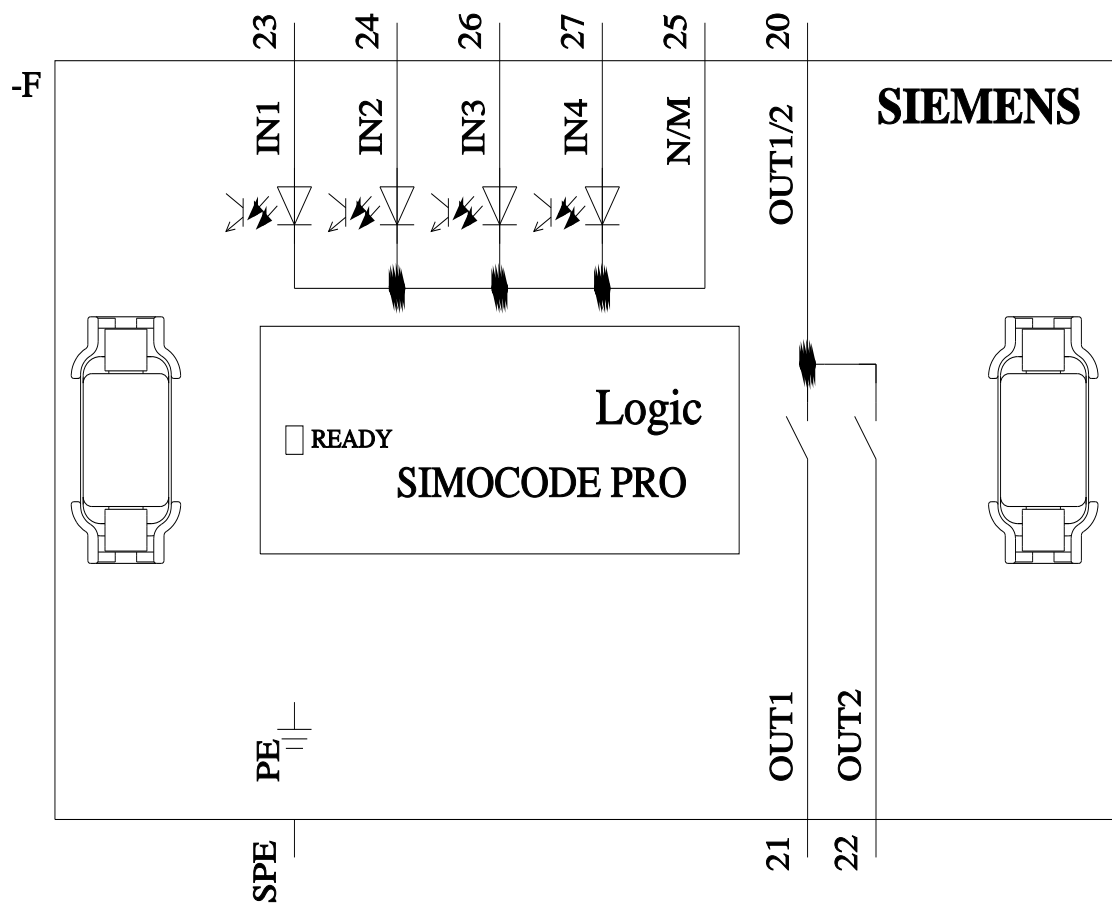 23
24
26
27
25
20
-F
SIEMENS
IN1
IN2
IN3
IN4
N/M
OUT1/2
Logic
READY
SIMOCODE PRO
PE
OUT1
OUT2
SPE
21
22